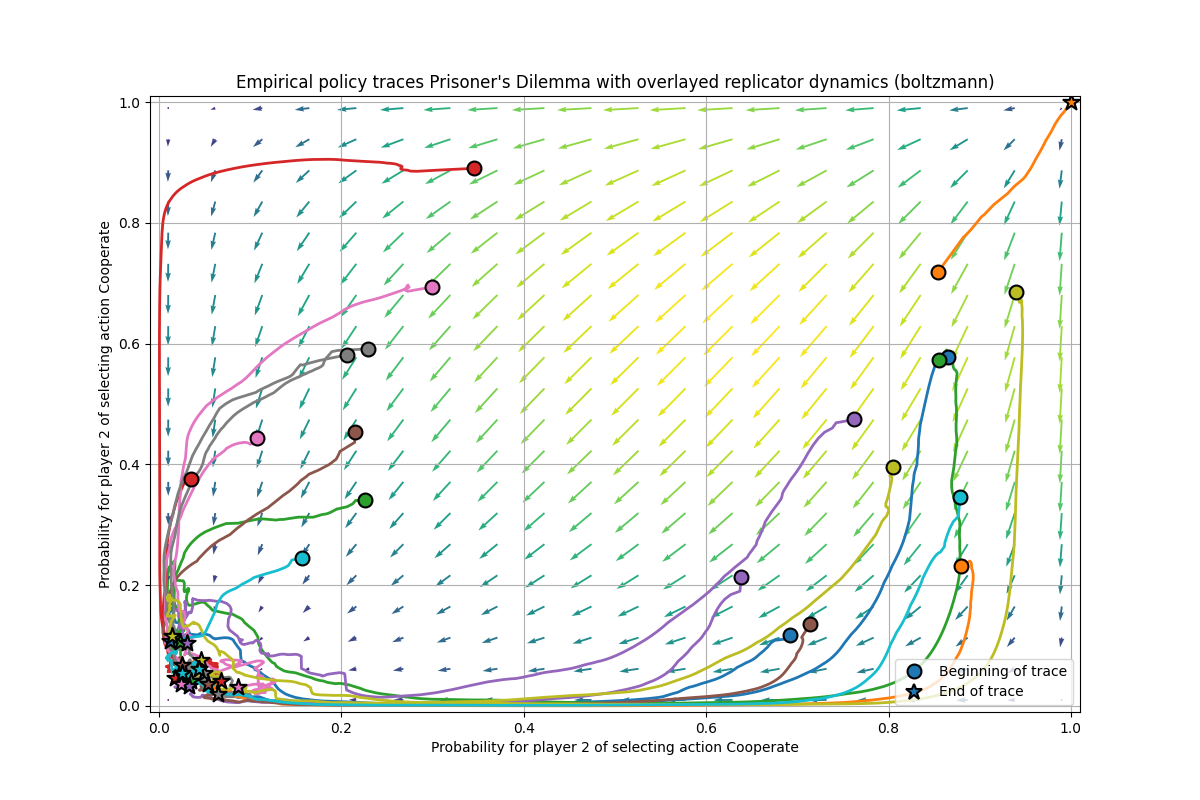 Empirical policy traces Prisoner's Dilemma with overlayed replicator dynamics (boltzmann)
1.0
0.8
0.6
0.4
0.2
0.0
Probability for player 2 of selecting action Cooperate
Beginning of trace
End of trace
0.0 0.2 0.4 0.6 0.8 1.0
Probability for player 2 of selecting action Cooperate